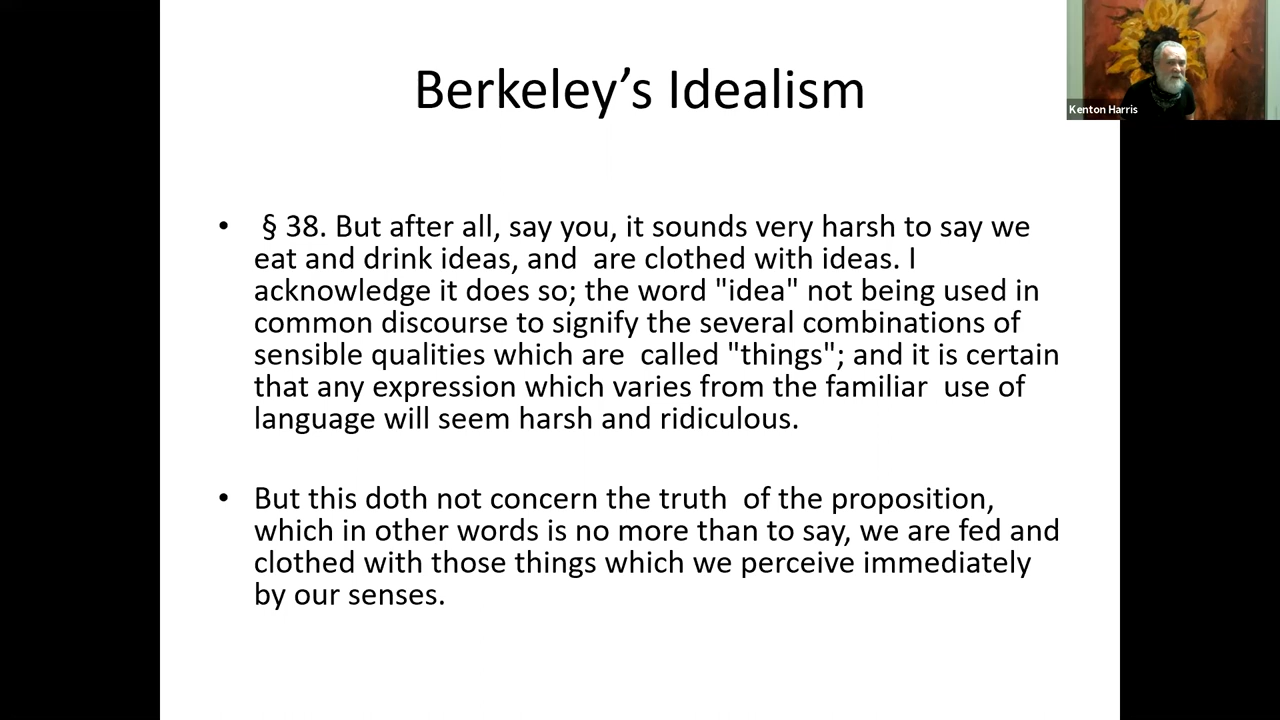 Berkeley’s Idealism
Kenton Harris
• § 38. But after all, say you, it sounds very harsh to say we
eat and drink ideas, and  are clothed with ideas. I
acknowledge it does so; the word "idea" not being used in
common discourse to signify the several combinations of
sensible qualities which are  called "things"; and it is certain
that any expression which varies from the familiar  use of
language will seem harsh and ridiculous.
• But this doth not concern the truth  of the proposition,
which in other words is no more than to say, we are fed and
clothed with those things which we perceive immediately
by our senses.